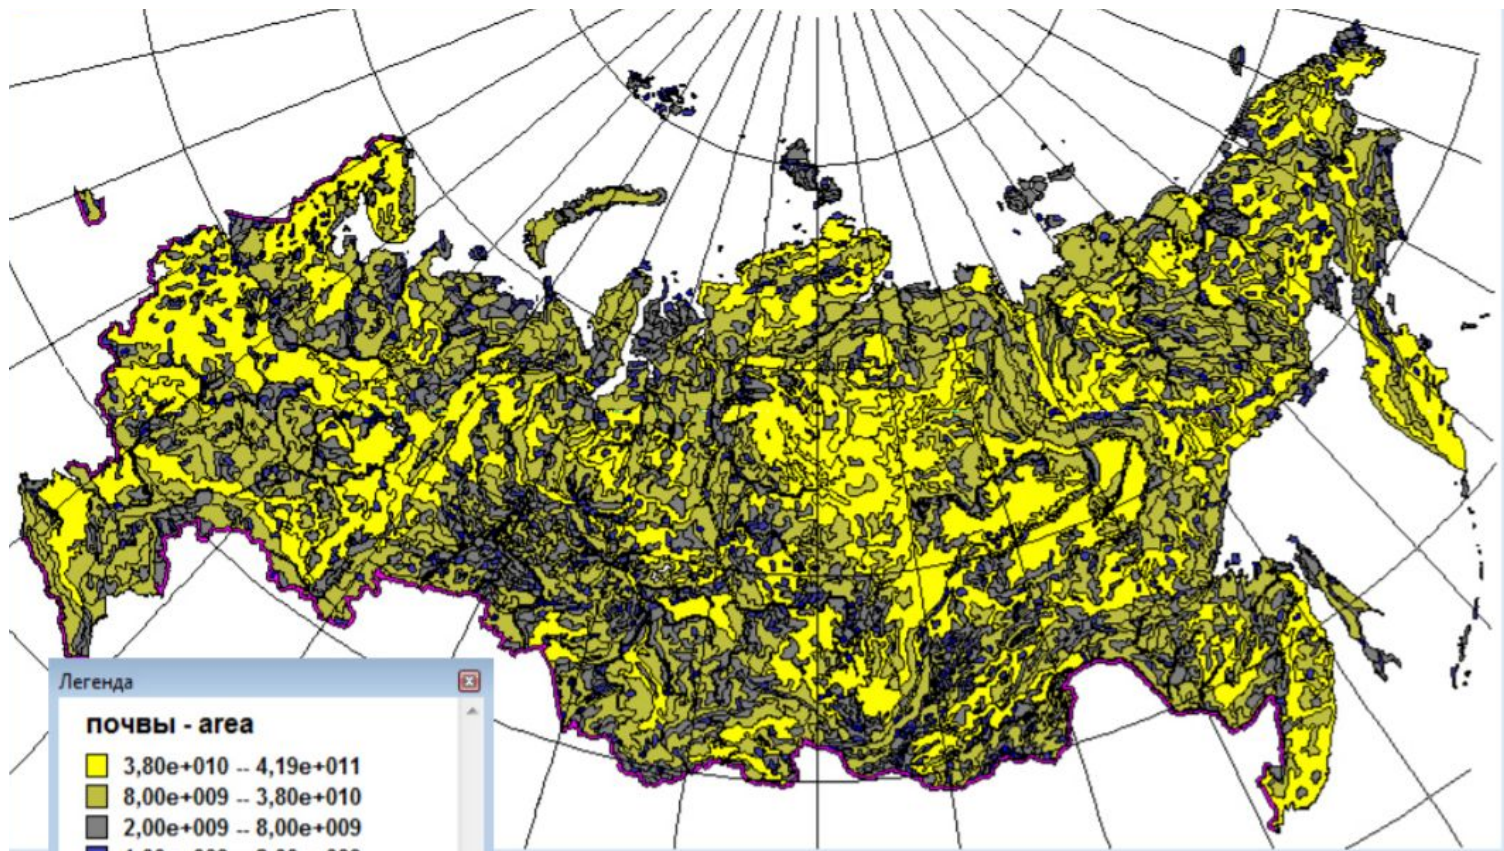 Легенда
почвы - area
3,80e+010 -- 4,19e+011
8,00e+009 -- 3,80e+010
2,00e+009 -- 8,00e+009